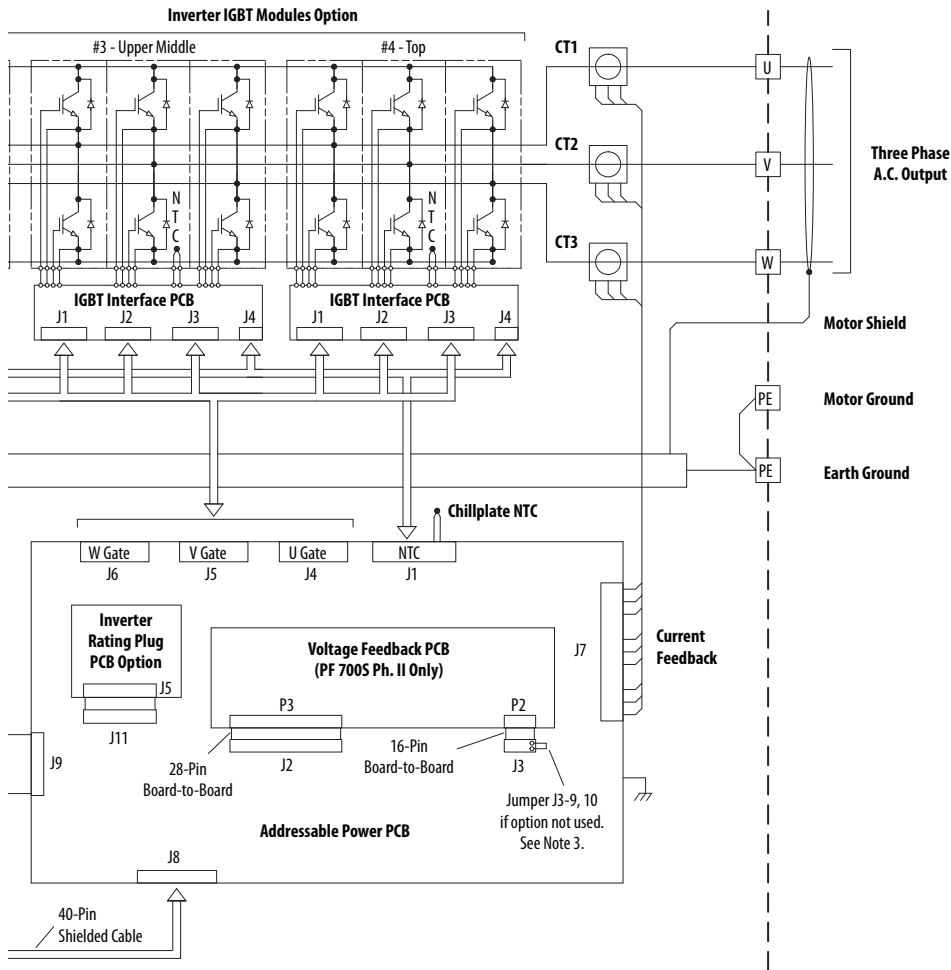 Inverter IGBT Modules Option
#3 - Upper Middle
#4 - Top
CT1
U
CT2
V
Three Phase
A.C. Output
N
T
C
N
T
C
CT3
W
IGBT Interface PCB
J1
J2
J3
J4
IGBT Interface PCB
J1
J2
J3
J4
Motor Shield
PE
Motor Ground
PE
Earth Ground
Chillplate NTC
W Gate
V Gate
U Gate
NTC
J6
J5
J4
J1
Inverter
Rating Plug
PCB Option
J5
J11
Voltage Feedback PCB
(PF 700S Ph. II Only)
P3
P2
J7
Current
Feedback
J9
28-Pin
Board-to-Board
J2
16-Pin
Board-to-Board
J3
Jumper J3-9, 10
if option not used.
See Note 3.
Addressable Power PCB
J8
40-Pin
Shielded Cable